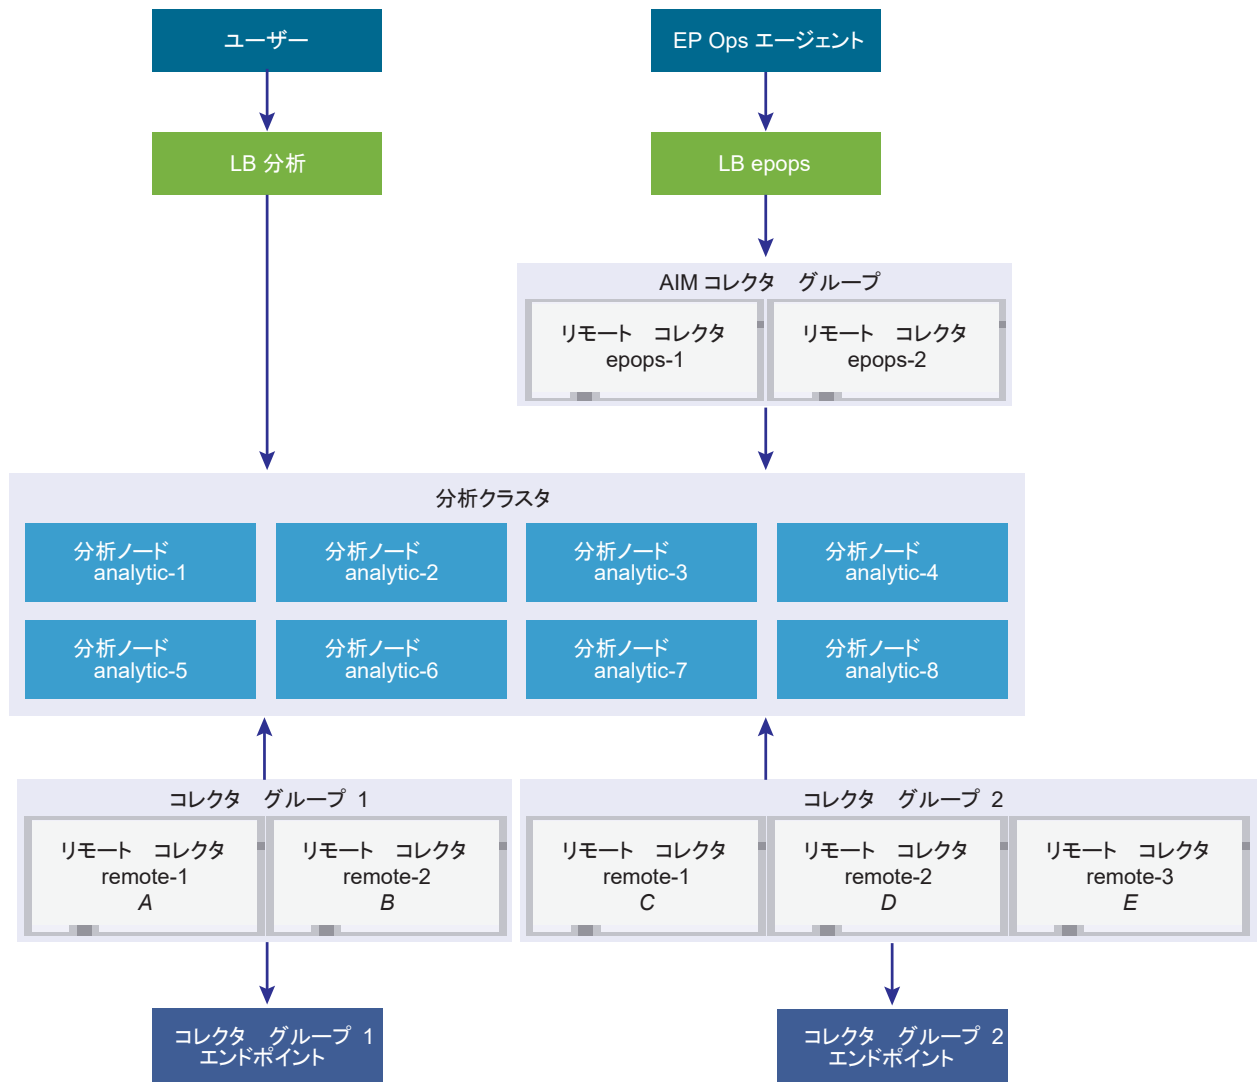 ユーザー
EP Ops エージェント
LB 分析
LB epops
AIM コレクタ　グループ
リモート　コレクタ
epops-1
リモート　コレクタ
epops-2
分析クラスタ
分析ノード
analytic-1
分析ノード
analytic-2
分析ノード
analytic-3
分析ノード
analytic-4
分析ノード
analytic-5
分析ノード
analytic-6
分析ノード
analytic-7
分析ノード
analytic-8
コレクタ　グループ 1
リモート　コレクタ
remote-1
A
リモート　コレクタ
remote-2
B
コレクタ　グループ 2
リモート　コレクタ
remote-1
C
リモート　コレクタ
remote-2
D
リモート　コレクタ
remote-3
E
コレクタ　グループ 1
エンドポイント
コレクタ　グループ 2
エンドポイント